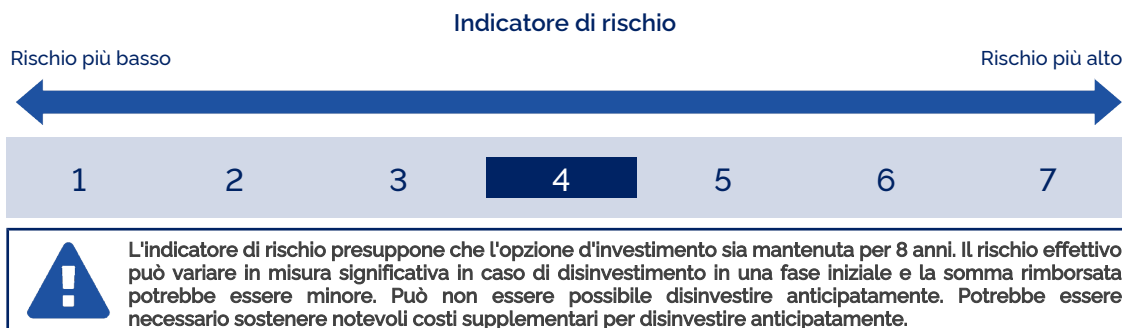 Indicatore di rischio
Rischio più basso
Rischio più alto
1 2 3 4 5 6 7
L'indicatore di rischio presuppone che l'opzione d'investimento sia mantenuta per 8 anni. Il rischio effettivo
può variare in misura significativa in caso di disinvestimento in una fase iniziale e la somma rimborsata
potrebbe essere minore. Può non essere possibile disinvestire anticipatamente. Potrebbe essere
necessario sostenere notevoli costi supplementari per disinvestire anticipatamente.